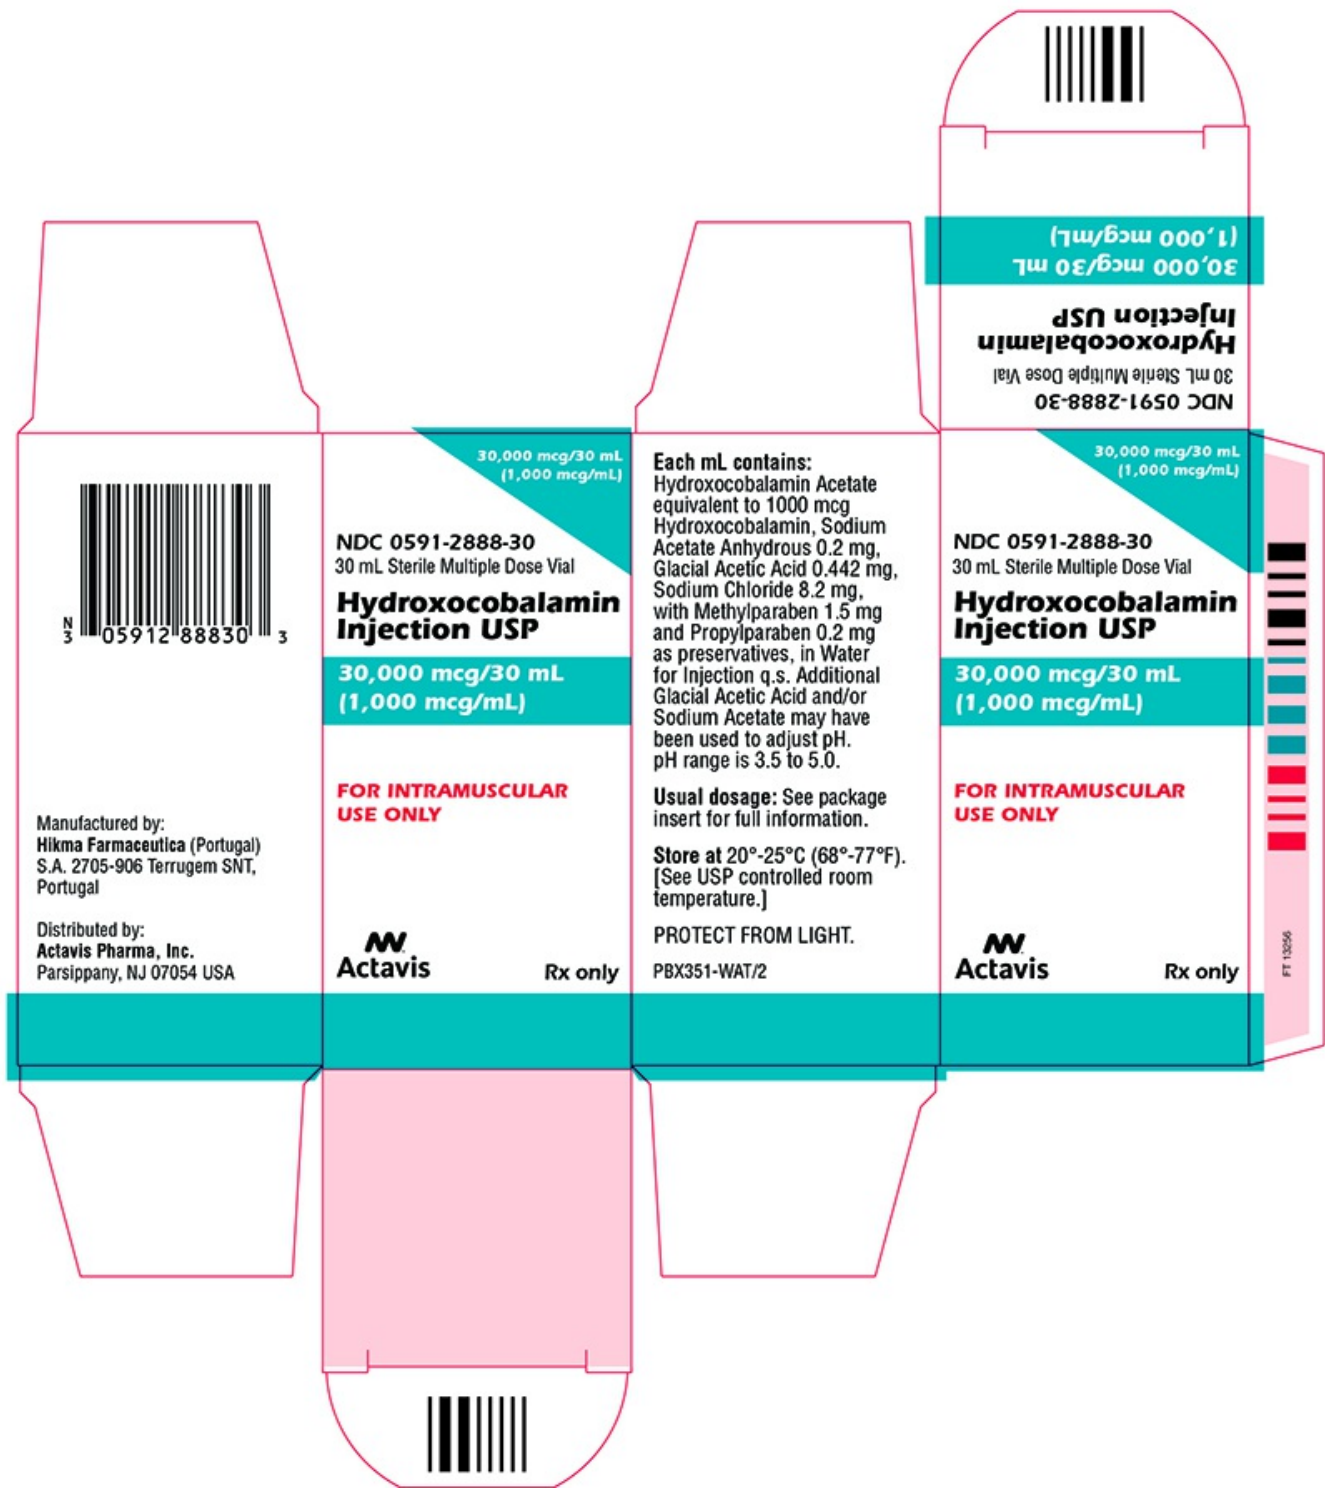 30,000 mcg/30 mL
(1,000 mcg/mL)
Hydroxocobalamin
Injection USP
30 mL Sterile Multiple Dose Vial
NDC 0591-2888-30
N
3 05912 88830 3
Manufactured by:
Hikma Farmaceutica (Portugal)
S.A. 2705-906 Terrugem SNT,
Portugal
Distributed by:
Actavis Pharma, Inc.
Parsippany, NJ 07054 USA
30,000 mcg/30 mL
(1,000 mcg/mL)
NDC 0591-2888-30
30 mL Sterile Multiple Dose Vial
Hydroxocobalamin
Injection USP
30,000 mcg/30 mL
(1,000 mcg/mL)
FOR INTRAMUSCULAR
USE ONLY
Actavis
Rx only
Each mL contains:
Hydroxocobalamin Acetate
equivalent to 1000 mcg
Hydroxocobalamin, Sodium
Acetate Anhydrous 0.2 mg,
Glacial Acetic Acid 0.442 mg,
Sodium Chloride 8.2 mg,
with Methylparaben 1.5 mg
and Propylparaben 0.2 mg
as preservatives, in Water
for Injection q.s. Additional
Glacial Acetic Acid and/or
Sodium Acetate may have
been used to adjust pH.
pH range is 3.5 to 5.0.
Usual dosage: See package
insert for full information.
Store at 20°-25°C (68°-77°F).
[See USP controlled room
temperature.]
PROTECT FROM LIGHT.
PBX351-WAT/2
30,000 mcg/30 mL
(1,000 mcg/mL)
NDC 0591-2888-30
30 mL Sterile Multiple Dose Vial
Hydroxocobalamin
Injection USP
30,000 mcg/30 mL
(1,000 mcg/mL)
FOR INTRAMUSCULAR
USE ONLY
Actavis
Rx only
FT 13256